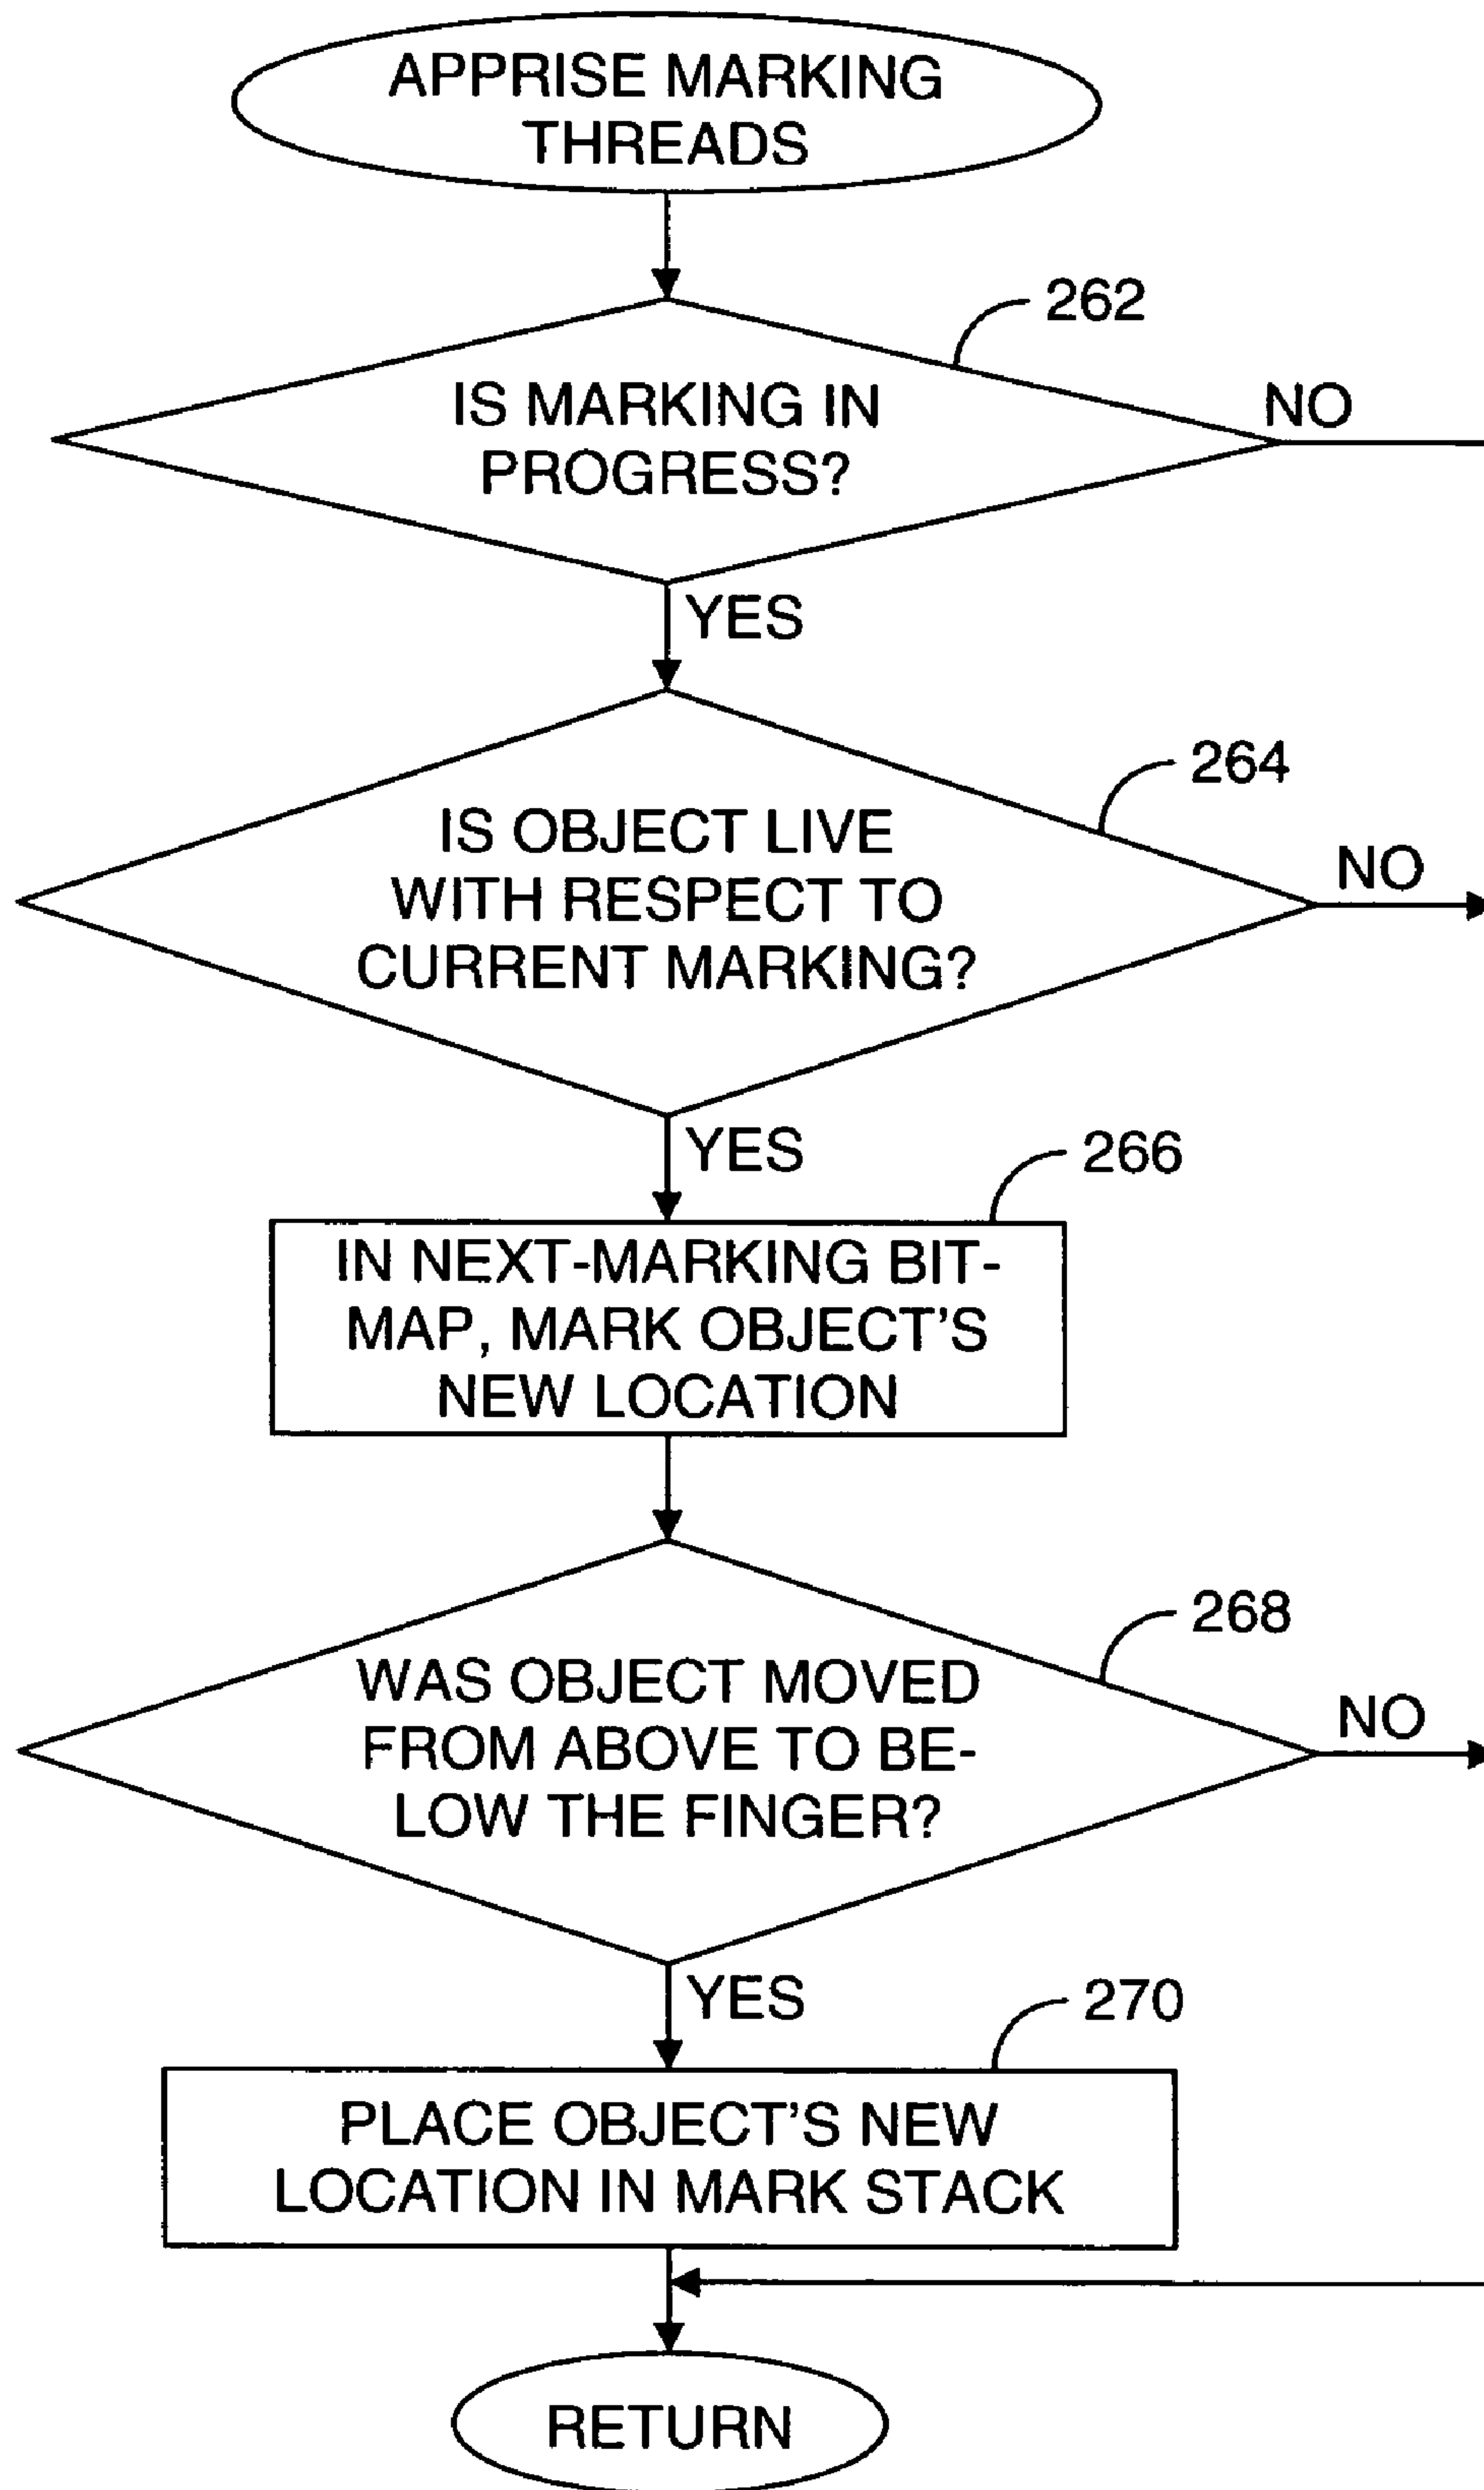 APPRISE MARKING
THREADS
262
IS MARKING IN
PROGRESS?
NO
YES
264
IS OBJECT LIVE
WITH RESPECT TO
CURRENT MARKING?
NO
YES
266
IN NEXT-MARKING BIT-
MAP, MARK OBJECT'S
NEW LOCATION
268
WAS OBJECT MOVED
FROM ABOVE TO BE-
LOW THE FINGER?
NO
YES
270
PLACE OBJECT'S NEW
LOCATION IN MARK STACK
RETURN